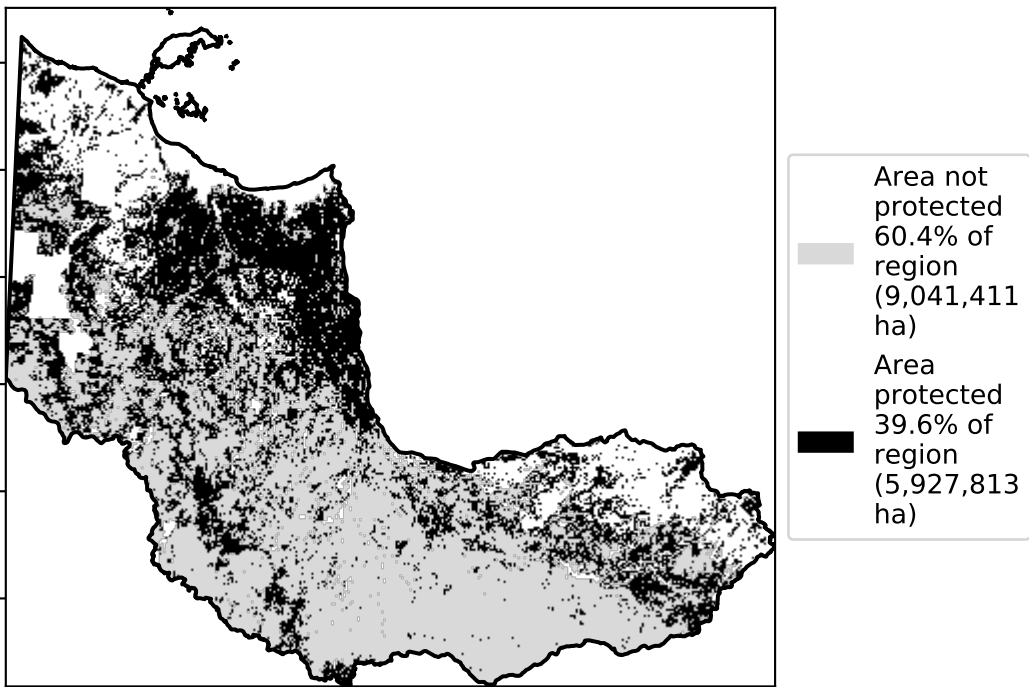 Area not
protected
60.4% of
region
(9,041,411
ha)
Area
protected
39.6% of
region
(5,927,813
ha)